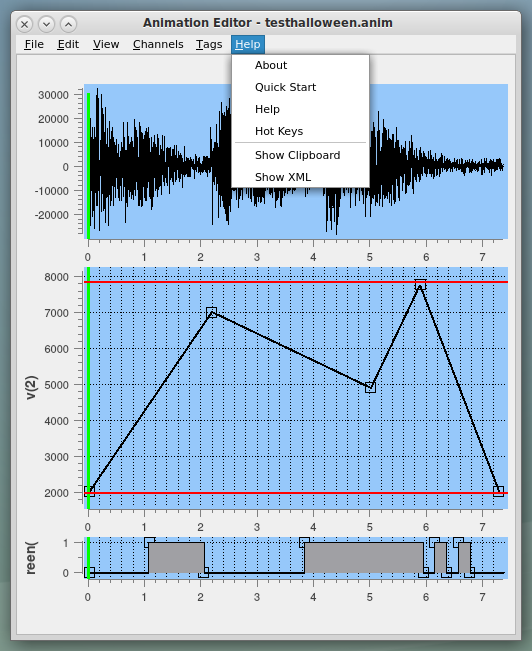 Animation Editor - testhalloween.anim
File Edit View Channels Tags Help
About
Quick Start
Help
Hot Keys
Show Clipboard
Show XML
30000
20000
10000
0
-10000
-20000
0 1 2 3 4 5 6 7
v(2)
8000
7000
6000
5000
4000
3000
2000
0 1 2 3 4 5 6 7
reen(
1
0
0 1 2 3 4 5 6 7